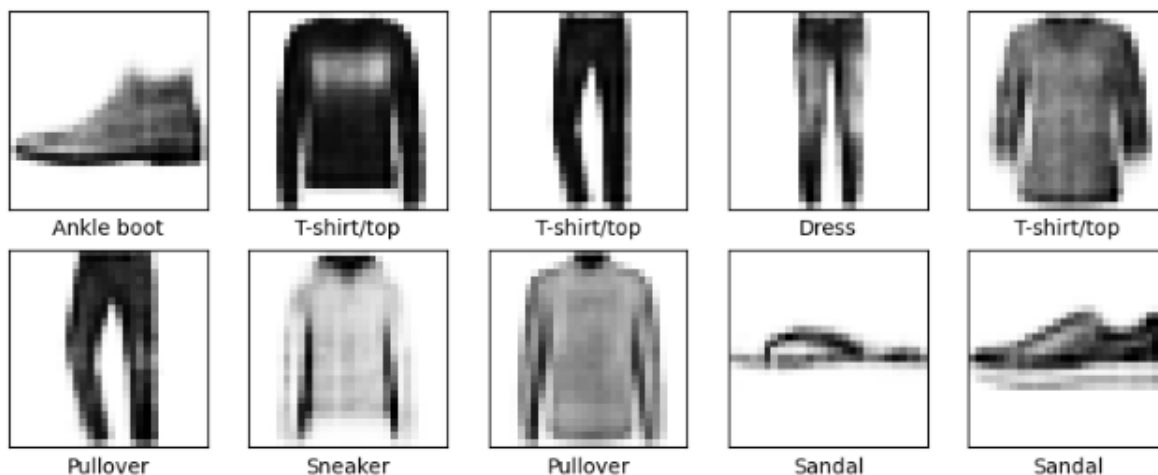 Ankle boot
T-shirt/top
T-shirt/top
Dress
T-shirt/top
Pullover
Sneaker
Pullover
Sandal
Sandal